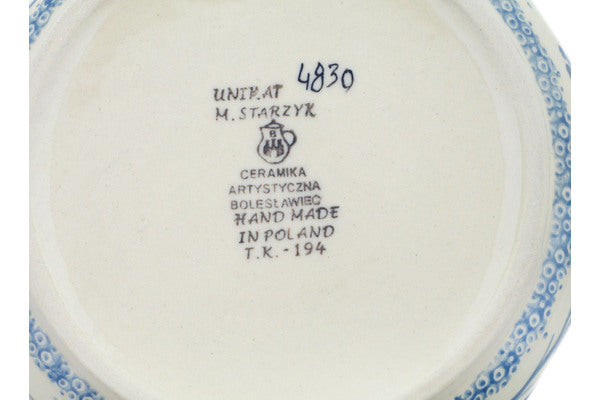 UNIKAT 4830
M. STARZYK
B
CERAMIKA
ARTYSTYCZNA
BOLESŁAWIEC
HAND MADE
IN POLAND
T.K.-194